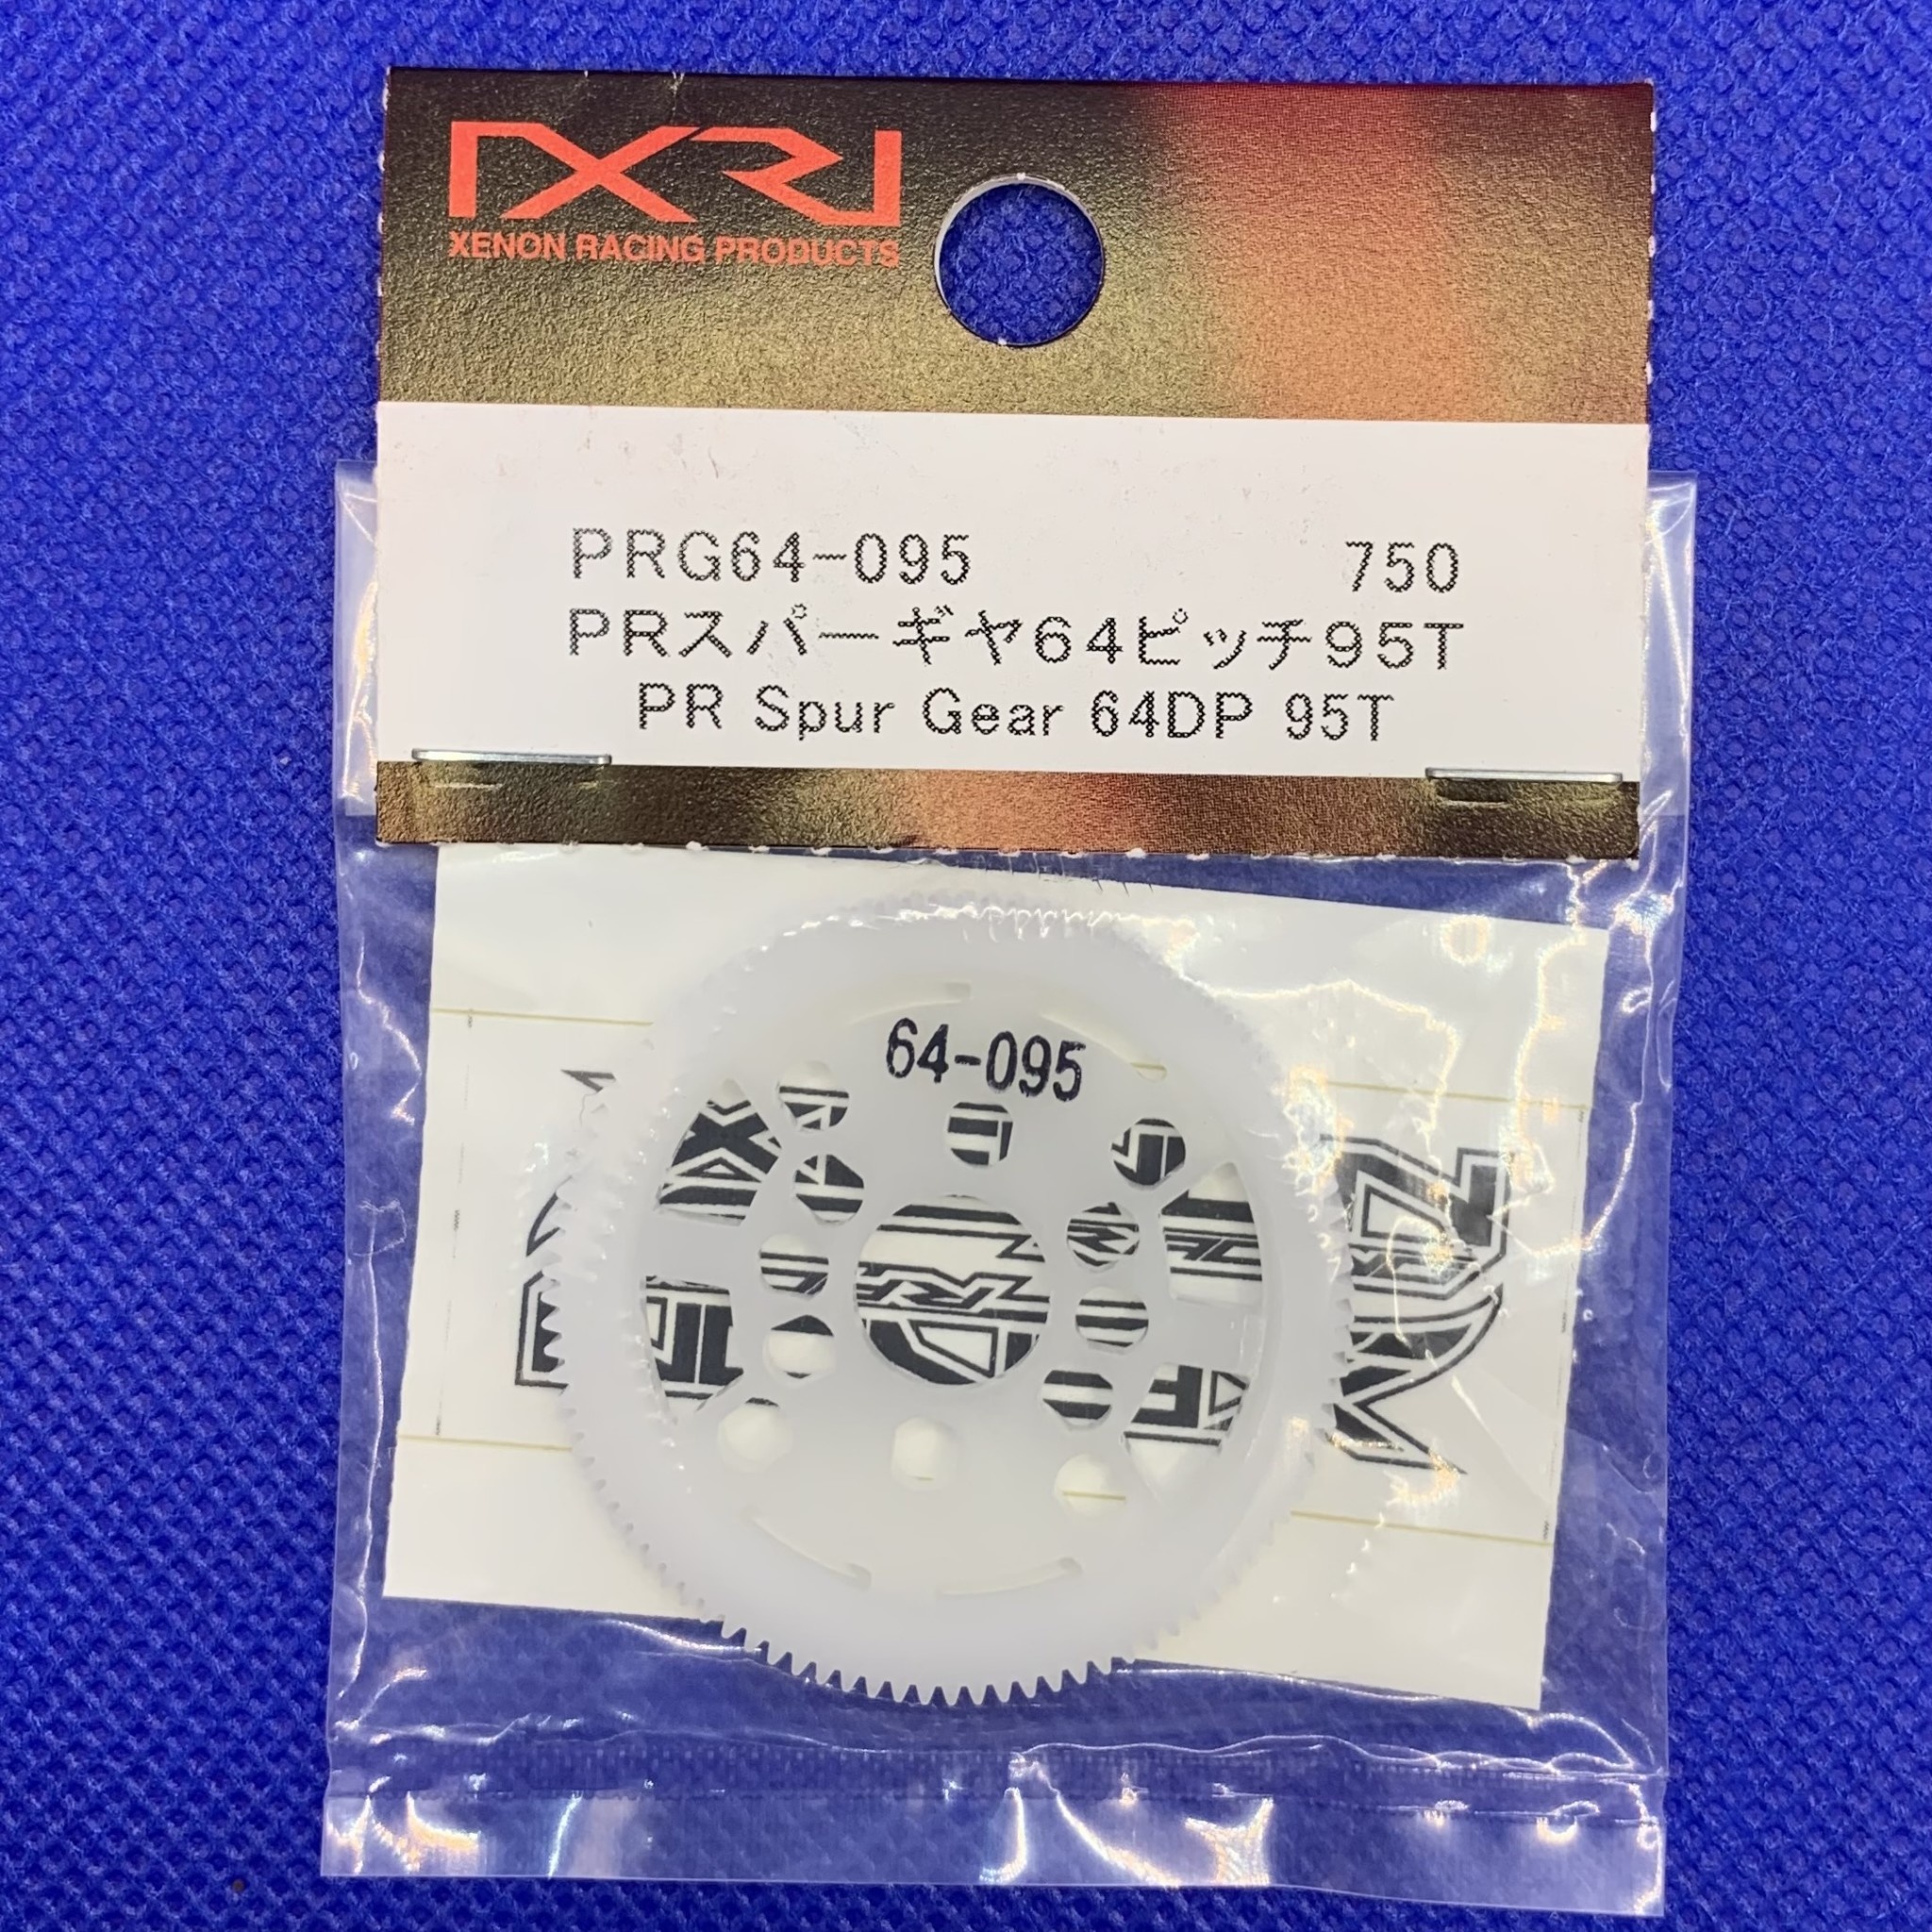 XENON RACING PRODUCTS
PRG64-095 750
PRスパーギヤ64ピッチ95T
PR Spur Gear 64DP 95T
64-095